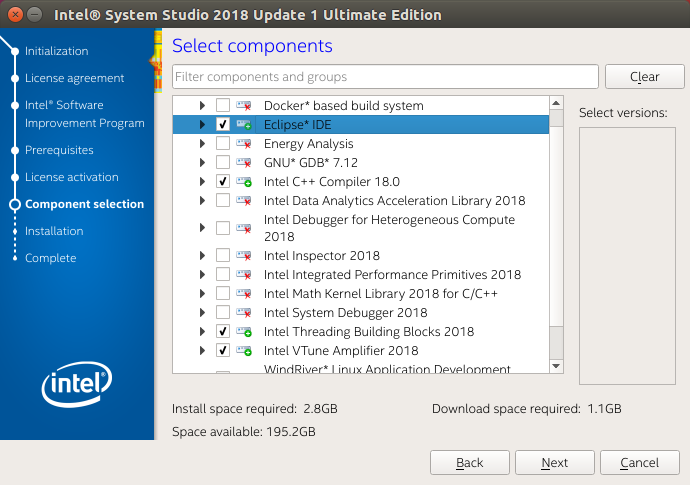 Intel® System Studio 2018 Update 1 Ultimate Edition
Initialization
License agreement
Intel® Software
Improvement Program
Prerequisites
License activation
Component selection
Installation
Complete
intel
Select components
Filter components and groups
Clear
Docker* based build system
Eclipse* IDE
Energy Analysis
GNU* GDB* 7.12
Intel C++ Compiler 18.0
Intel Data Analytics Acceleration Library 2018
Intel Debugger for Heterogeneous Compute
2018
Intel Inspector 2018
Intel Integrated Performance Primitives 2018
Intel Math Kernel Library 2018 for C/C++
Intel System Debugger 2018
Intel Threading Building Blocks 2018
Intel VTune Amplifier 2018
WindRiver* Linux Application Development
Select versions:
Install space required: 2.8GB
Download space required: 1.1GB
Space available: 195.2GB
Back
Next
Cancel